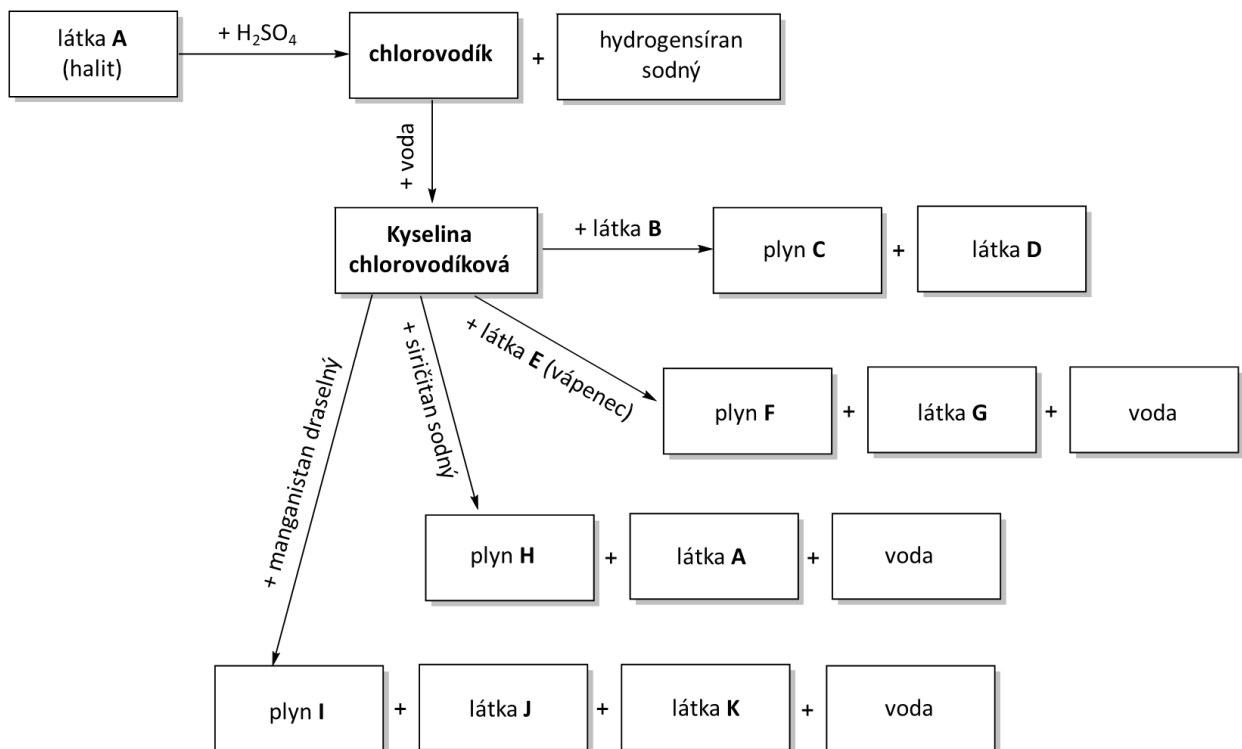 látka A
(halit)
+ H₂SO₄
chlorovodík
+
hydrogensíran
sodný
+ voda
Kyselina
chlorovodíková
+ látka B
plyn C
+
látka D
+ látka E (vápenec)
plyn F
+
látka G
+
voda
+ siričitan sodný
plyn H
+
látka A
+
voda
+ manganistan draselný
plyn I
+
látka J
+
látka K
+
voda